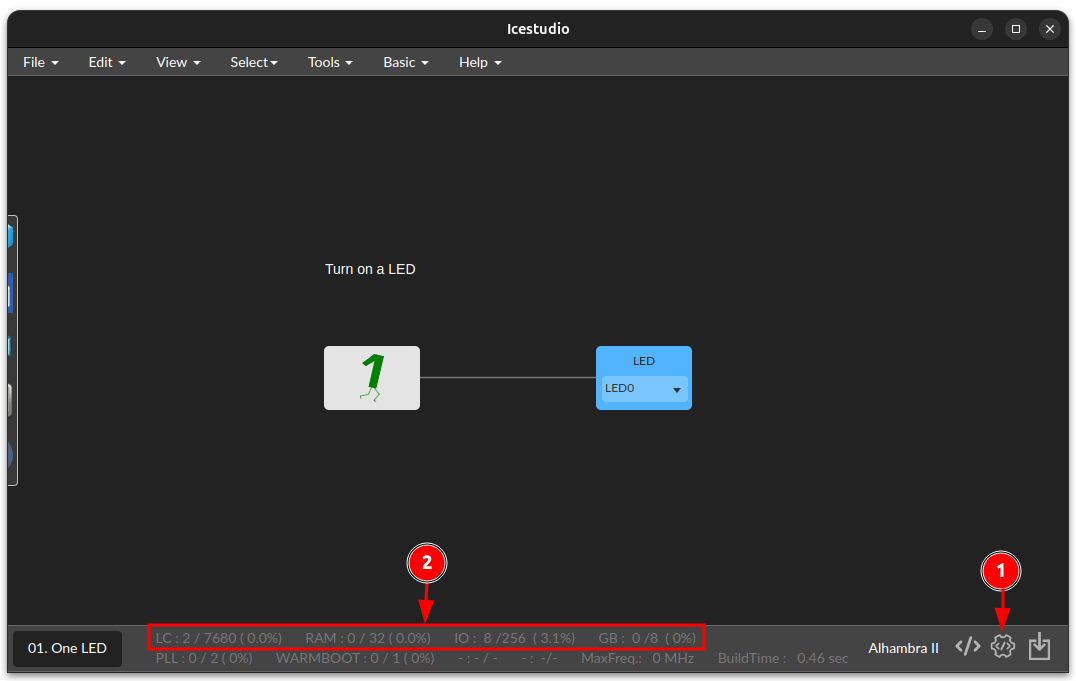 Icestudio
File Edit View Select Tools Basic Help
Turn on a LED
1
LED
LED0
2
1
LC : 2 / 7680 ( 0.0%) RAM : 0 / 32 ( 0.0%) IO : 8 /256 ( 3.1%) GB : 0 /8 ( 0%)
01. One LED
Alhambra II </>
PLL : 0 / 2 ( 0%) WARMBOOT : 0 / 1 ( 0%) - : - / - - : -/- MaxFreq.: 0 MHz BuildTime : 0.46 sec